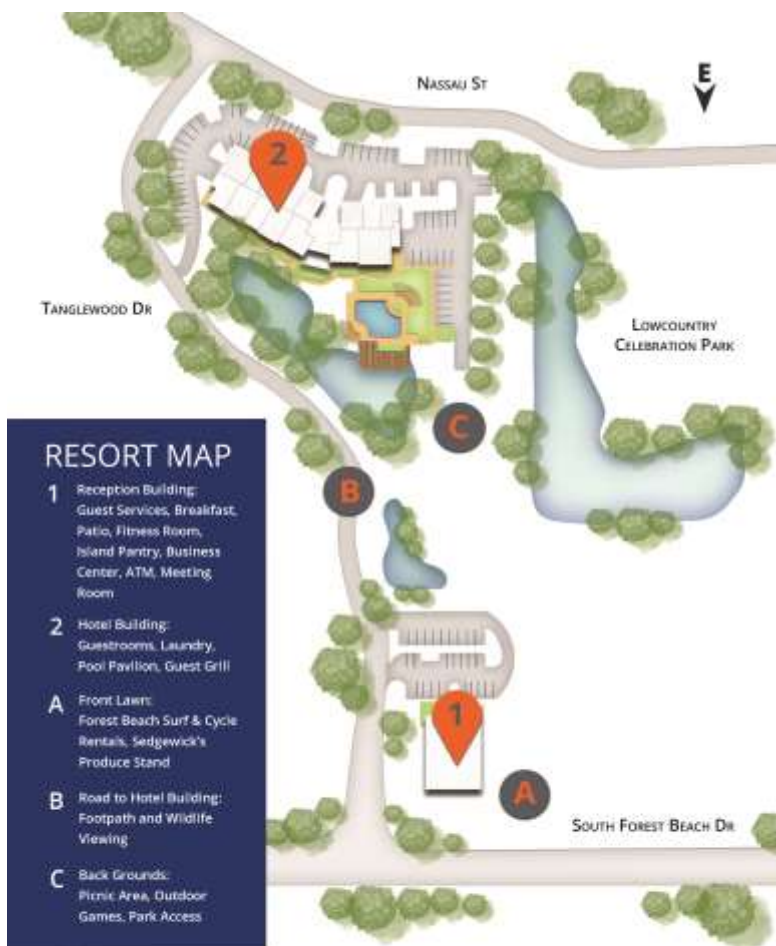 NASSAU ST
E
2
TANGLEWOOD DR
LOWCOUNTRY
CELEBRATION PARK
C
B
RESORT MAP
1 Reception Building:
Guest Services, Breakfast,
Patio, Fitness Room,
Island Pantry, Business
Center, ATM, Meeting
Room
2 Hotel Building:
Guestrooms, Laundry,
Pool Pavilion, Guest Grill
A Front Lawn:
Forest Beach Surf & Cycle
Rentals, Sedgewick's
Produce Stand
B Road to Hotel Building:
Footpath and Wildlife
Viewing
C Back Grounds:
Picnic Area, Outdoor
Games, Park Access
1
A
SOUTH FOREST BEACH DR